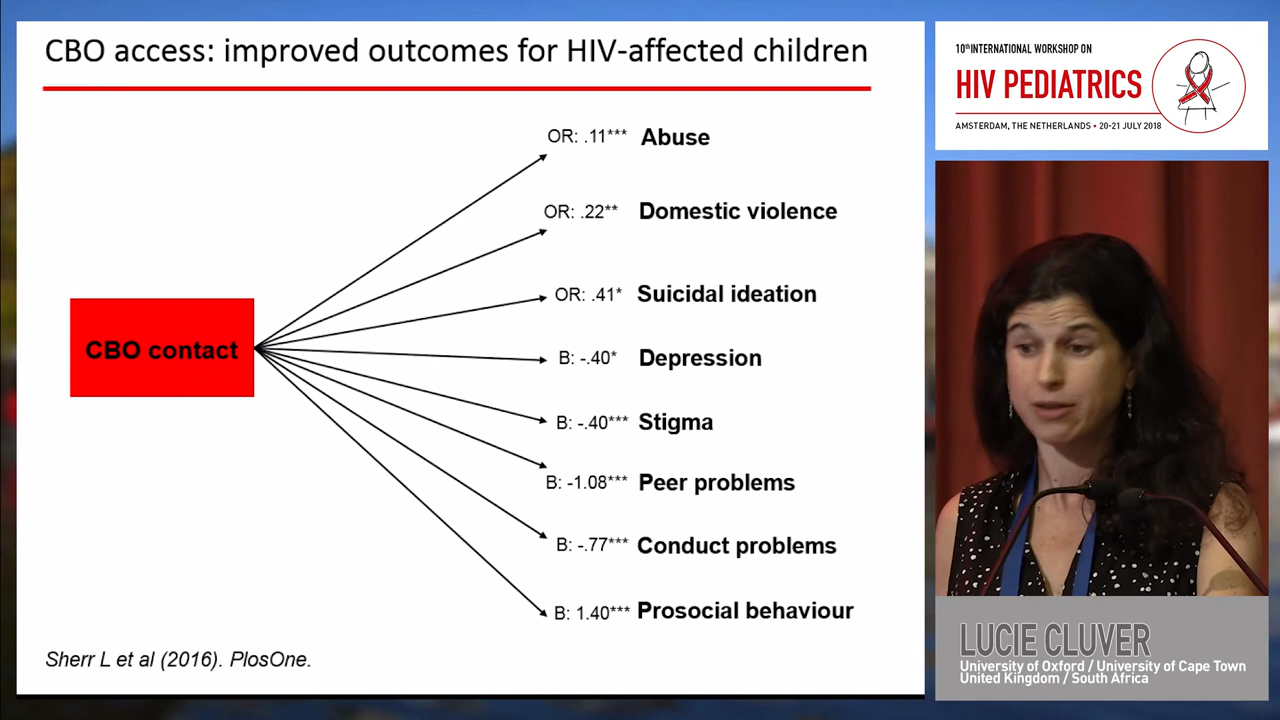 CBO access: improved outcomes for HIV-affected children
CBO contact
OR: .11*** Abuse
OR: .22** Domestic violence
OR: .41* Suicidal ideation
B: -.40* Depression
B: -.40*** Stigma
B: -1.08*** Peer problems
B: -.77*** Conduct problems
B: 1.40*** Prosocial behaviour
Sherr L et al (2016). PlosOne.
10th INTERNATIONAL WORKSHOP ON
HIV PEDIATRICS
AMSTERDAM, THE NETHERLANDS • 20-21 JULY 2018
LUCIE CLUVER
University of Oxford / University of Cape Town
United Kingdom / South Africa